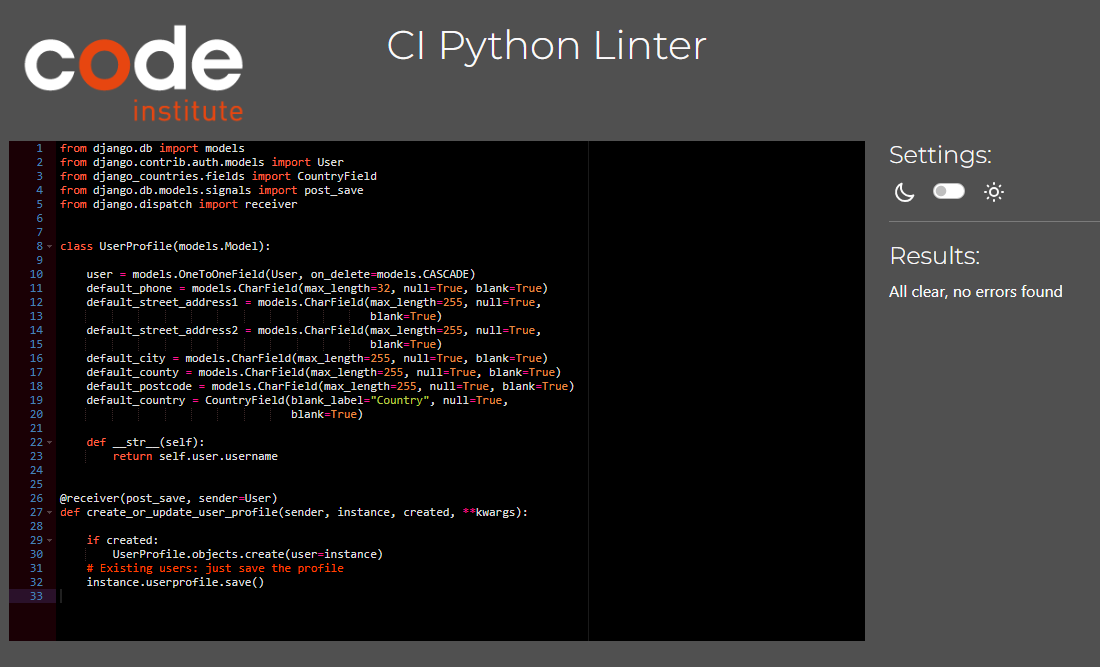 code
institute
CI Python Linter
1 from django.db import models
2 from django.contrib.auth.models import User
3 from django_countries.fields import CountryField
4 from django.db.models.signals import post_save
5 from django.dispatch import receiver
6
7
8 class UserProfile(models.Model):
9
10     user = models.OneToOneField(User, on_delete=models.CASCADE)
11     default_phone = models.CharField(max_length=32, null=True, blank=True)
12     default_street_address1 = models.CharField(max_length=255, null=True,
13                                                blank=True)
14     default_street_address2 = models.CharField(max_length=255, null=True,
15                                                blank=True)
16     default_city = models.CharField(max_length=255, null=True, blank=True)
17     default_county = models.CharField(max_length=255, null=True, blank=True)
18     default_postcode = models.CharField(max_length=255, null=True, blank=True)
19     default_country = CountryField(blank_label="Country", null=True,
20                                    blank=True)
21
22     def __str__(self):
23         return self.user.username
24
25
26 @receiver(post_save, sender=User)
27 def create_or_update_user_profile(sender, instance, created, **kwargs):
28
29     if created:
30         UserProfile.objects.create(user=instance)
31     # Existing users: just save the profile
32     instance.userprofile.save()
33
Settings:
Results:
All clear, no errors found